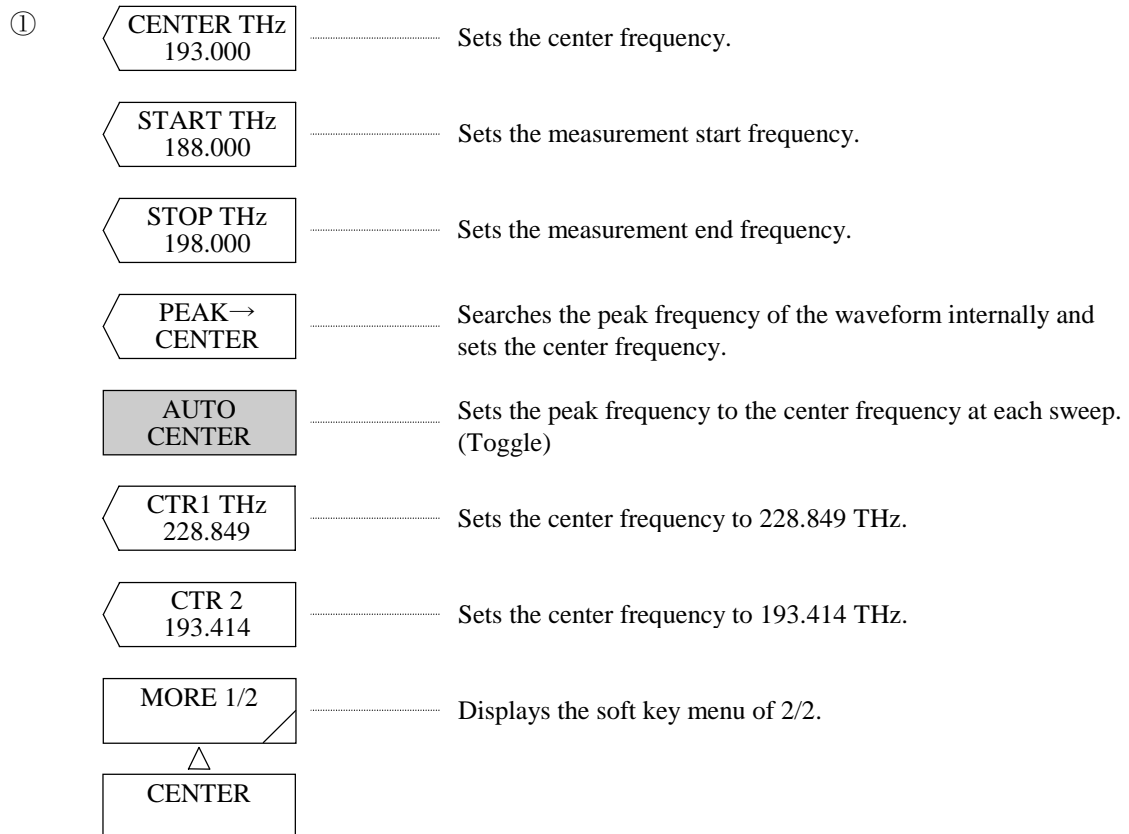 ①
CENTER THz
193.000
Sets the center frequency.
START THz
188.000
Sets the measurement start frequency.
STOP THz
198.000
Sets the measurement end frequency.
PEAK→
CENTER
Searches the peak frequency of the waveform internally and
sets the center frequency.
AUTO
CENTER
Sets the peak frequency to the center frequency at each sweep.
(Toggle)
CTR1 THz
228.849
Sets the center frequency to 228.849 THz.
CTR 2
193.414
Sets the center frequency to 193.414 THz.
MORE 1/2
Displays the soft key menu of 2/2.
CENTER